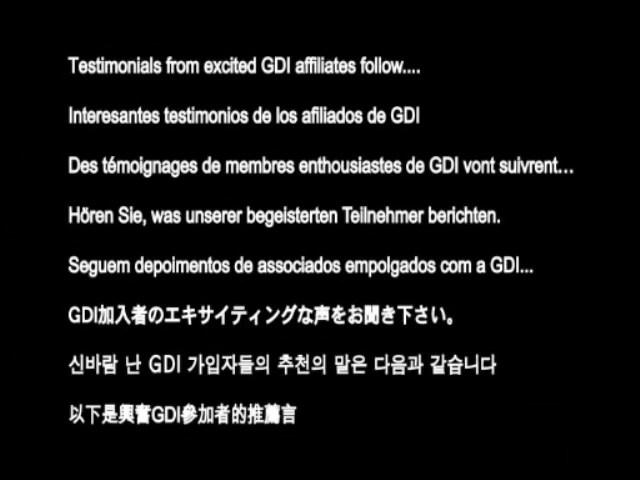 Testimonials from excited GDI affiliates follow....
Interesantes testimonios de los afiliados de GDI
Des témoignages de membres enthousiastes de GDI vont suivrent...
Hören Sie, was unserer begeisterten Teilnehmer berichten.
Seguem depoimentos de associados empolgados com a GDI...
GDI加入者のエキサイティングな声をお聞き下さい。
신바람 난 GDI 가입자들의 추천의 말은 다음과 같습니다
以下是興奮GDI參加者的推薦言